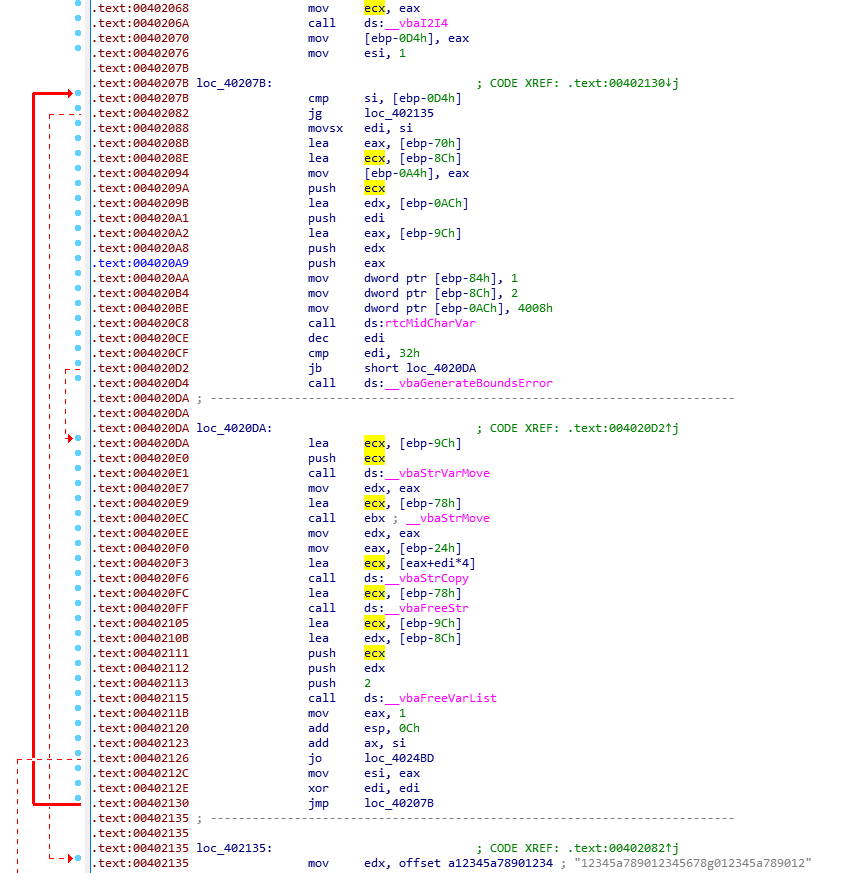 .text:00402068 mov ecx, eax
.text:0040206A call ds:__vbaI2I4
.text:00402070 mov [ebp-0D4h], eax
.text:00402076 mov esi, 1
.text:0040207B
.text:0040207B loc_40207B: ; CODE XREF: .text:00402130↓j
.text:0040207B cmp si, [ebp-0D4h]
.text:00402082 jg loc_402135
.text:00402088 movsx edi, si
.text:0040208B lea eax, [ebp-70h]
.text:0040208E lea ecx, [ebp-8Ch]
.text:00402094 mov [ebp-0A4h], eax
.text:0040209A push ecx
.text:0040209B lea edx, [ebp-0ACh]
.text:004020A1 push edi
.text:004020A2 lea eax, [ebp-9Ch]
.text:004020A8 push edx
.text:004020A9 push eax
.text:004020AA mov dword ptr [ebp-84h], 1
.text:004020B4 mov dword ptr [ebp-8Ch], 2
.text:004020BE mov dword ptr [ebp-0ACh], 4008h
.text:004020C8 call ds:rtcMidCharVar
.text:004020CE dec edi
.text:004020CF cmp edi, 32h
.text:004020D2 jb short loc_4020DA
.text:004020D4 call ds:__vbaGenerateBoundsError
.text:004020DA ; ---------------------------------------------------------------------------
.text:004020DA
.text:004020DA loc_4020DA: ; CODE XREF: .text:004020D2↑j
.text:004020DA lea ecx, [ebp-9Ch]
.text:004020E0 push ecx
.text:004020E1 call ds:__vbaStrVarMove
.text:004020E7 mov edx, eax
.text:004020E9 lea ecx, [ebp-78h]
.text:004020EC call ebx ; __vbaStrMove
.text:004020EE mov edx, eax
.text:004020F0 mov eax, [ebp-24h]
.text:004020F3 lea ecx, [eax+edi*4]
.text:004020F6 call ds:__vbaStrCopy
.text:004020FC lea ecx, [ebp-78h]
.text:004020FF call ds:__vbaFreeStr
.text:00402105 lea ecx, [ebp-9Ch]
.text:0040210B lea edx, [ebp-8Ch]
.text:00402111 push ecx
.text:00402112 push edx
.text:00402113 push 2
.text:00402115 call ds:__vbaFreeVarList
.text:0040211B mov eax, 1
.text:00402120 add esp, 0Ch
.text:00402123 add ax, si
.text:00402126 jo loc_4024BD
.text:0040212C mov esi, eax
.text:0040212E xor edi, edi
.text:00402130 jmp loc_40207B
.text:00402135 ; ---------------------------------------------------------------------------
.text:00402135
.text:00402135 loc_402135: ; CODE XREF: .text:00402082↑j
.text:00402135 mov edx, offset a12345a78901234 ; "12345a789012345678g012345a789012"